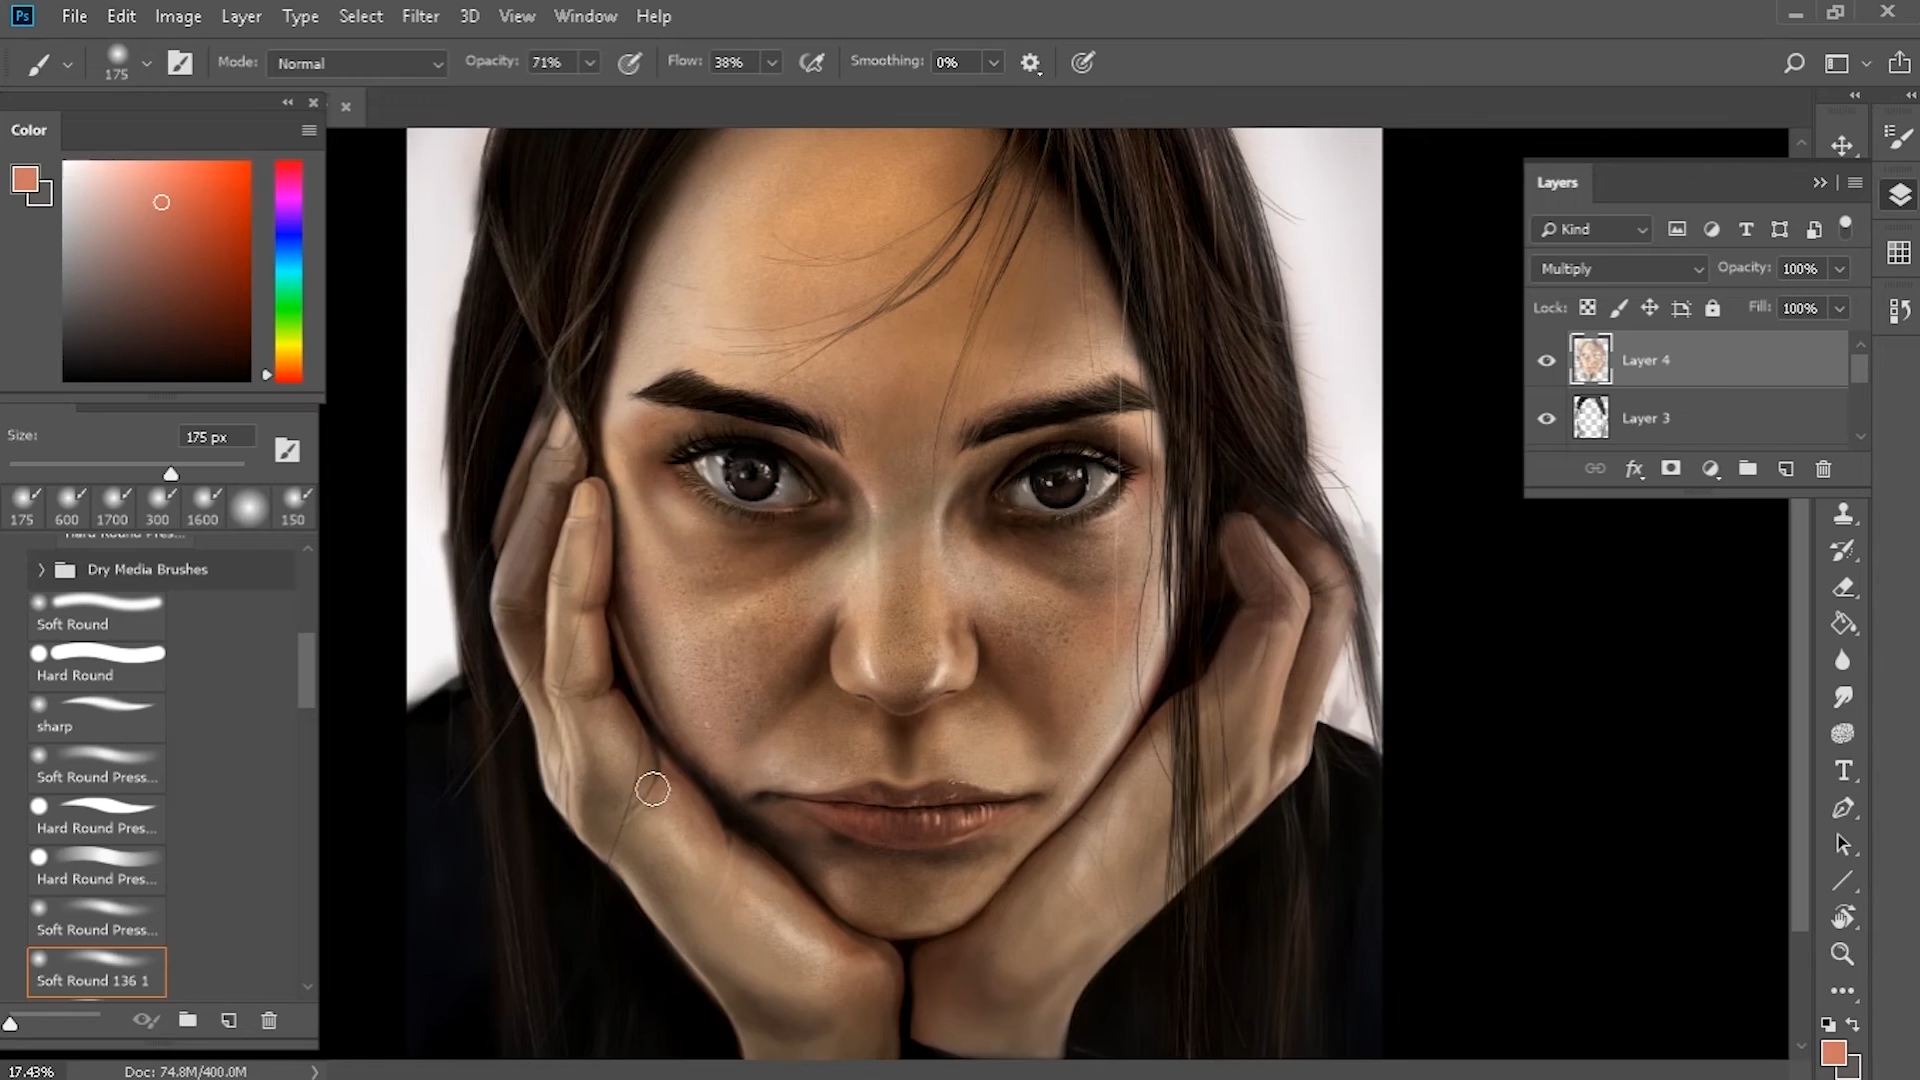 Ps File Edit Image Layer Type Select Filter 3D View Window Help
175 Mode: Normal Opacity: 71% Flow: 38% Smoothing: 0%
Color
Layers
Kind
Multiply Opacity: 100%
Lock: Fill: 100%
Layer 4
Layer 3
Size: 175 px
175 600 1700 300 1600 150
Hard Round Pres...
Dry Media Brushes
Soft Round
Hard Round
sharp
Soft Round Press...
Hard Round Pres...
Hard Round Pres...
Soft Round Press...
Soft Round 136 1
17.43% Doc: 74.8M/400.0M